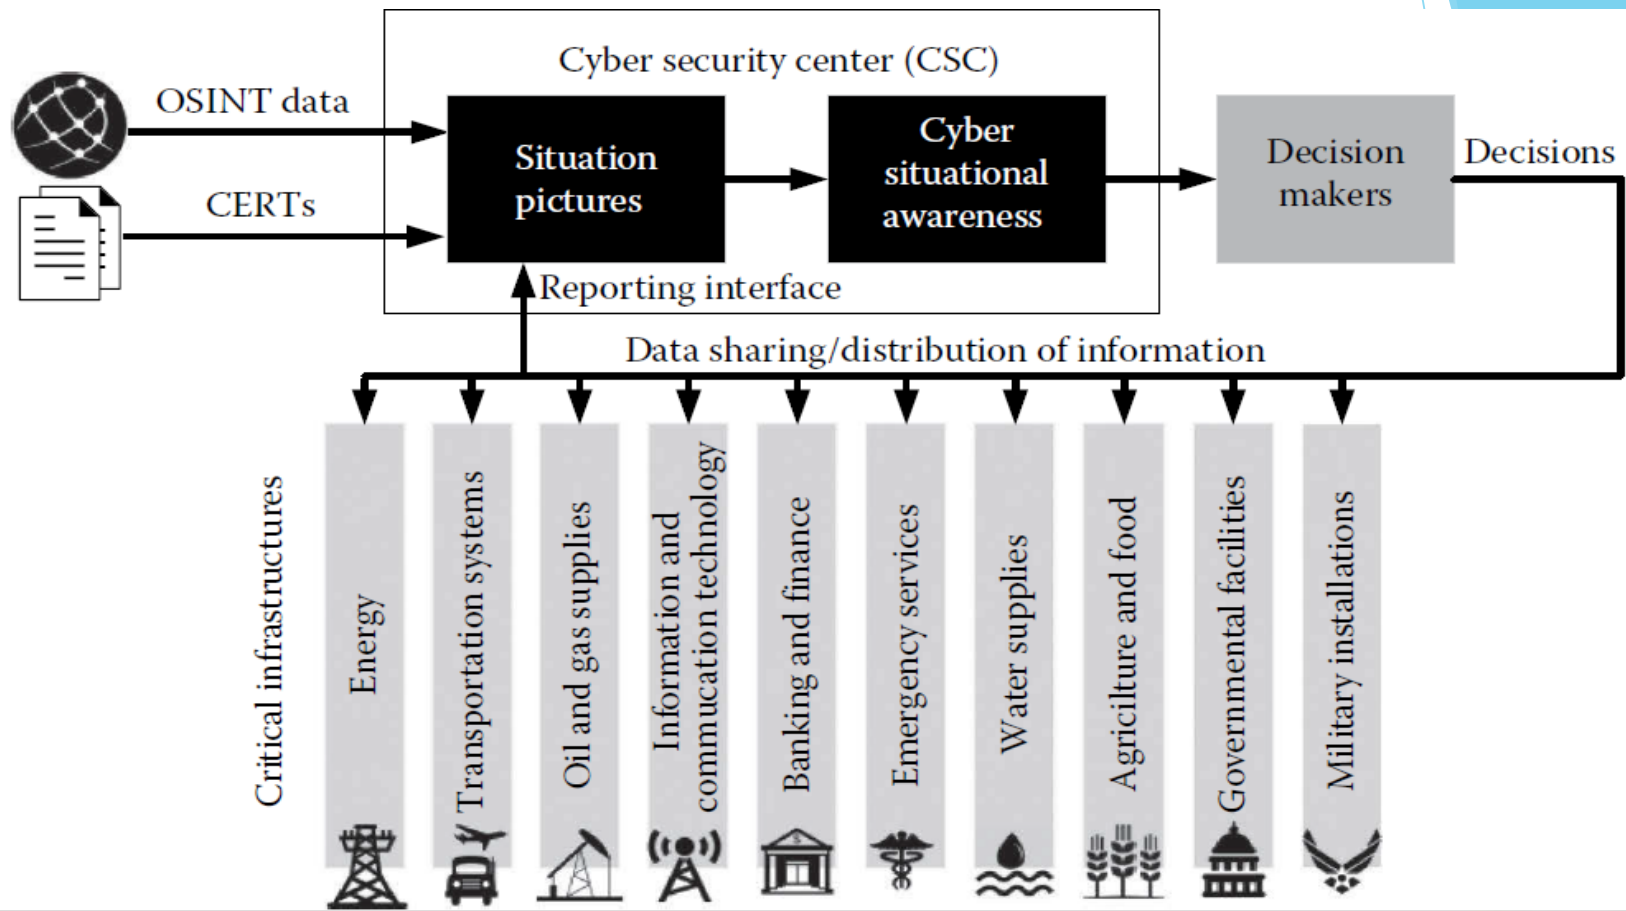 Cyber security center (CSC)
OSINT data
CERTs
Situation
pictures
Cyber
situational
awareness
Decision
makers
Decisions
Reporting interface
Data sharing/distribution of information
Critical infrastructures
Energy
Transportation systems
Oil and gas supplies
Information and
commucation technology
Banking and finance
Emergency services
Water supplies
Agricilture and food
Governmental facilities
Military installations
$